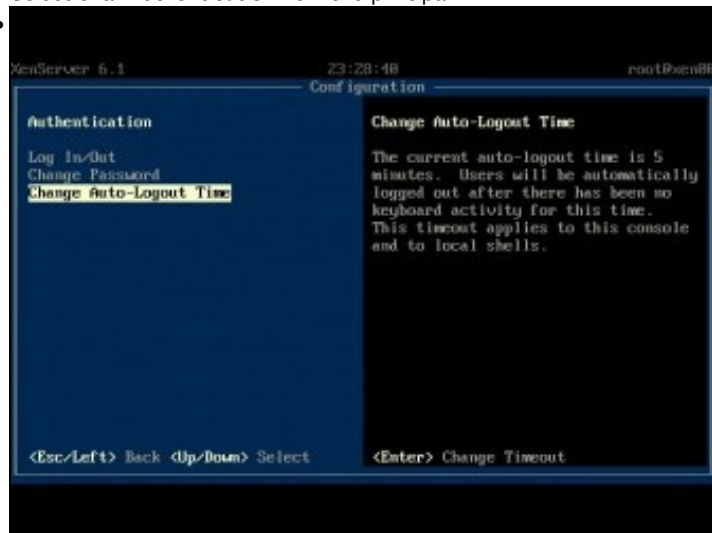 XenServer 6.1 23:28:40 root@xen00
Configuration
Authentication
Log In/Out
Change Password
Change Auto-Logout Time
Change Auto-Logout Time
The current auto-logout time is 5
minutes. Users will be automatically
logged out after there has been no
keyboard activity for this time.
This timeout applies to this console
and to local shells.
<Esc/Left> Back <Up/Down> Select
<Enter> Change Timeout